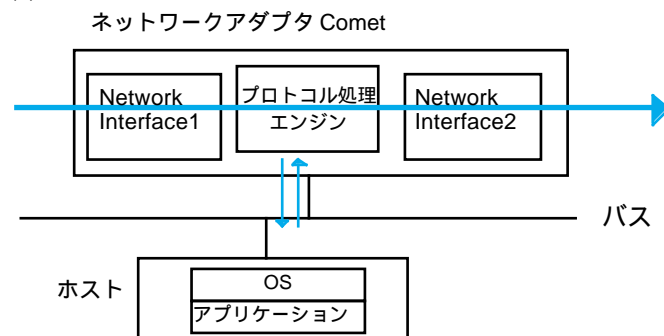 ネットワークアダプタ Comet
Network
Interface1
プロトコル処理
エンジン
Network
Interface2
バス
ホスト
OS
アプリケーション